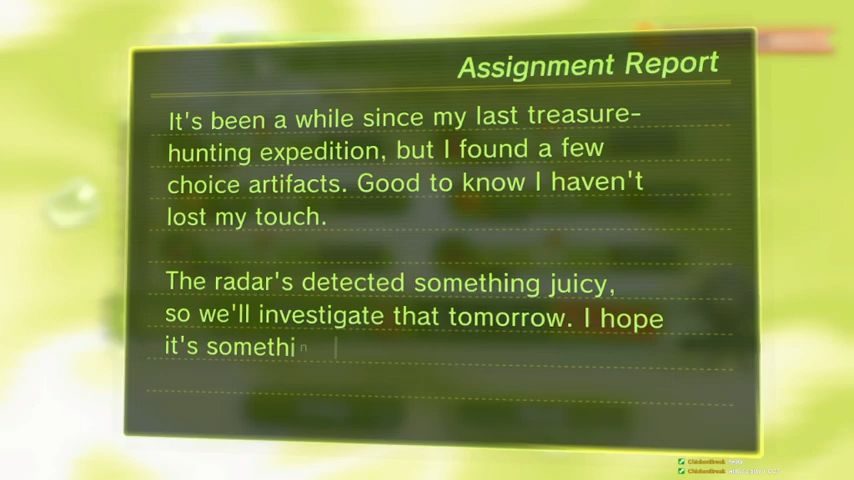 Assignment Report
It's been a while since my last treasure-
hunting expedition, but I found a few
choice artifacts. Good to know I haven't
lost my touch.
The radar's detected something juicy,
so we'll investigate that tomorrow. I hope
it's somethin